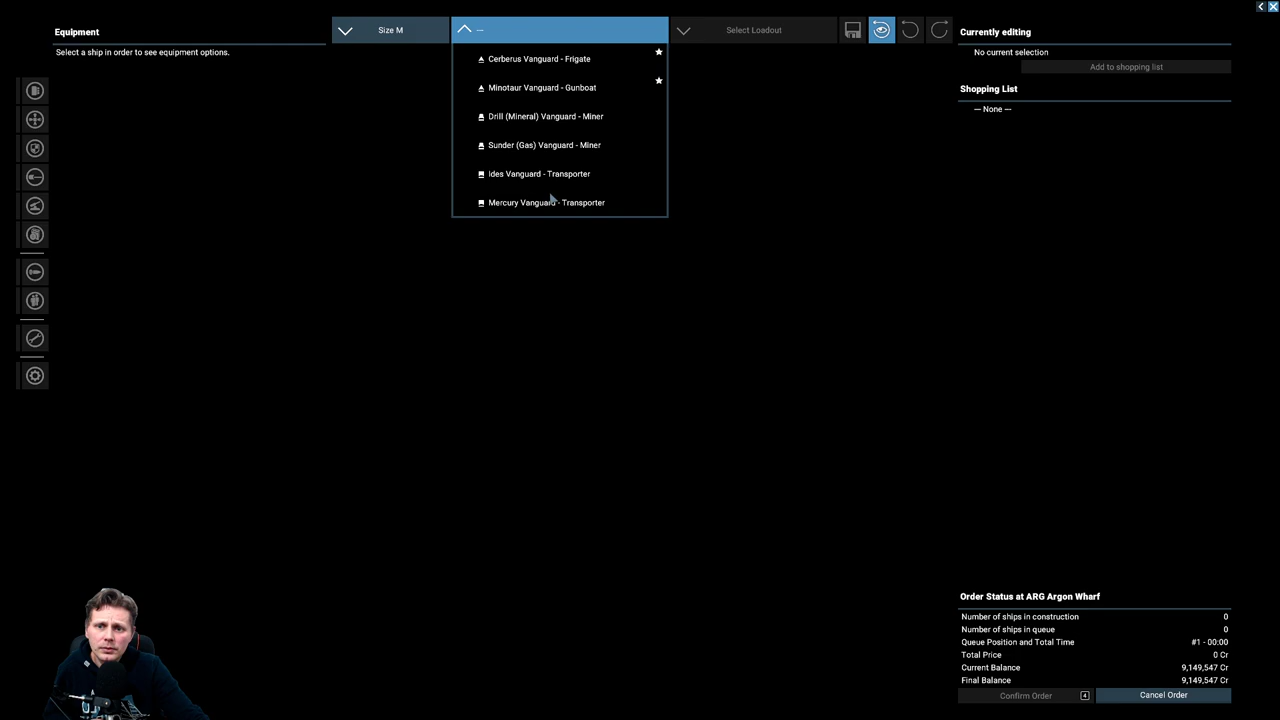 Equipment
Select a ship in order to see equipment options.
Size M
—
Select Loadout
Cerberus Vanguard - Frigate
Minotaur Vanguard - Gunboat
Drill (Mineral) Vanguard - Miner
Sunder (Gas) Vanguard - Miner
Ides Vanguard - Transporter
Mercury Vanguard - Transporter
Currently editing
No current selection
Add to shopping list
Shopping List
— None —
Order Status at ARG Argon Wharf
Number of ships in construction 0
Number of ships in queue 0
Queue Position and Total Time #1 - 00:00
Total Price 0 Cr
Current Balance 9,149,547 Cr
Final Balance 9,149,547 Cr
Confirm Order 4 Cancel Order